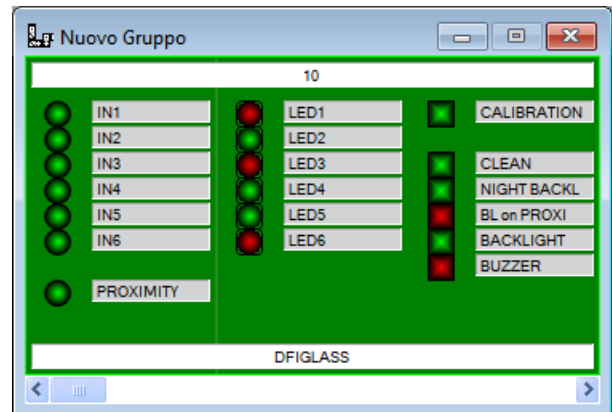 Nuovo Gruppo
10
IN1 LED1 CALIBRATION
IN2 LED2
IN3 LED3 CLEAN
IN4 LED4 NIGHT BACKL
IN5 LED5 BL on PROXI
IN6 LED6 BACKLIGHT
BUZZER
PROXIMITY
DFIGLASS